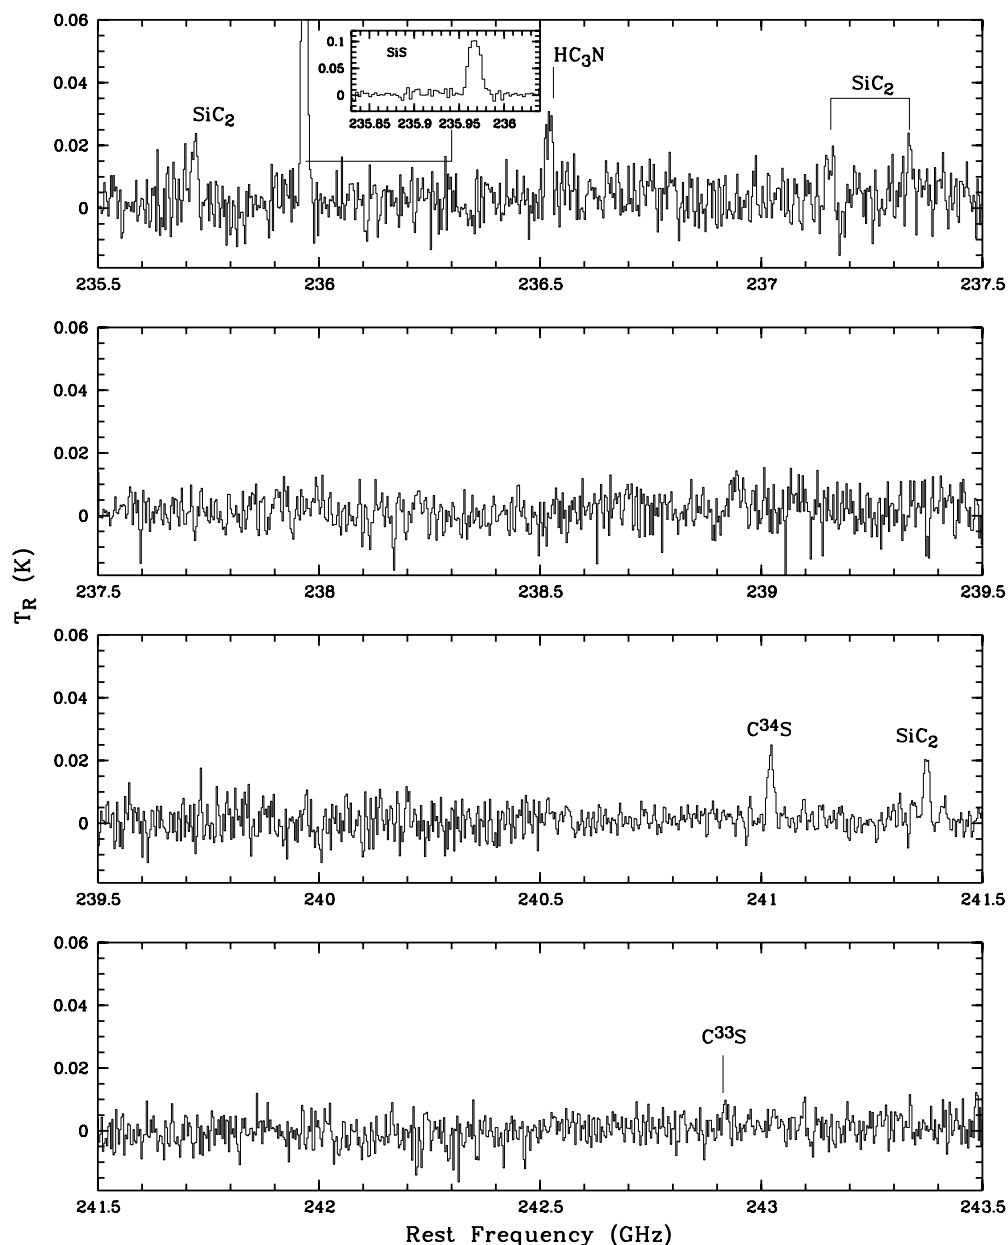 0.06
0.04
0.02
0
SiC2
SiS
0.1
0.05
0
235.85 235.9 235.95 236
HC3N
SiC2
235.5 236 236.5 237 237.5
0.06
0.04
0.02
0
237.5 238 238.5 239 239.5
TR (K)
0.06
0.04
0.02
0
C34S
SiC2
239.5 240 240.5 241 241.5
0.06
0.04
0.02
0
C33S
241.5 242 242.5 243 243.5
Rest Frequency (GHz)